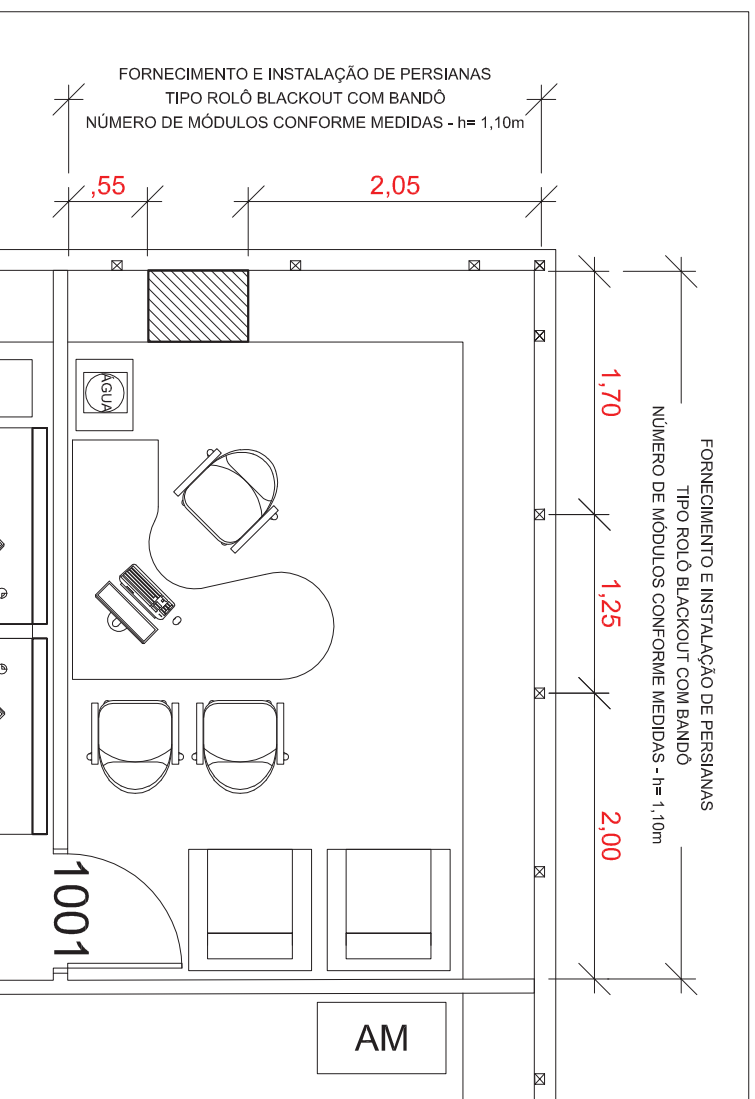 FORNECIMENTO E INSTALAÇÃO DE PERSIANAS
TIPO ROLÔ BLACKOUT COM BANDÔ
NÚMERO DE MÓDULOS CONFORME MEDIDAS - h= 1,10m
,55
2,05
ÁGUA
1,70
1,25
2,00
FORNECIMENTO E INSTALAÇÃO DE PERSIANAS
TIPO ROLÔ BLACKOUT COM BANDÔ
NÚMERO DE MÓDULOS CONFORME MEDIDAS - h= 1,10m
1001
AM